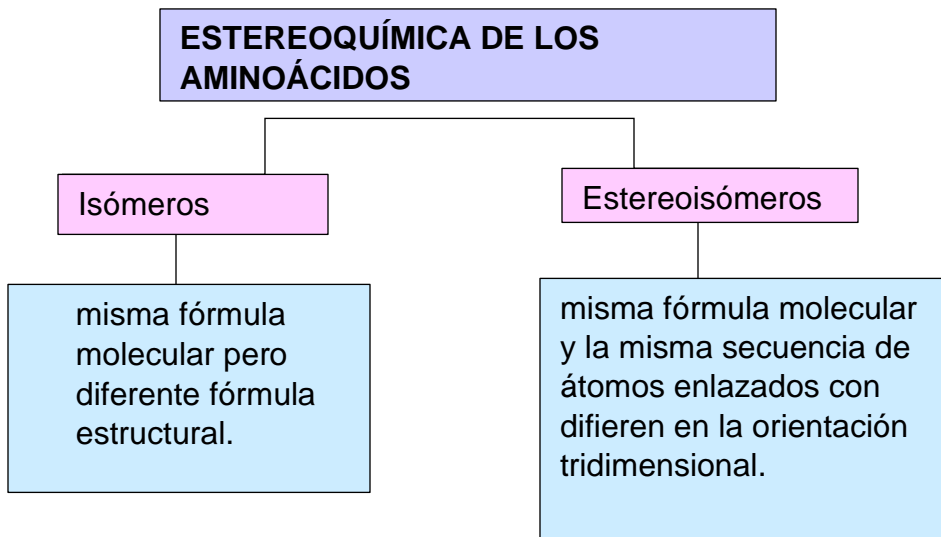 ESTEREOQUÍMICA DE LOS
AMINOÁCIDOS
Isómeros
Estereoisómeros
misma fórmula
molecular pero
diferente fórmula
estructural.
misma fórmula molecular
y la misma secuencia de
átomos enlazados con
difieren en la orientación
tridimensional.